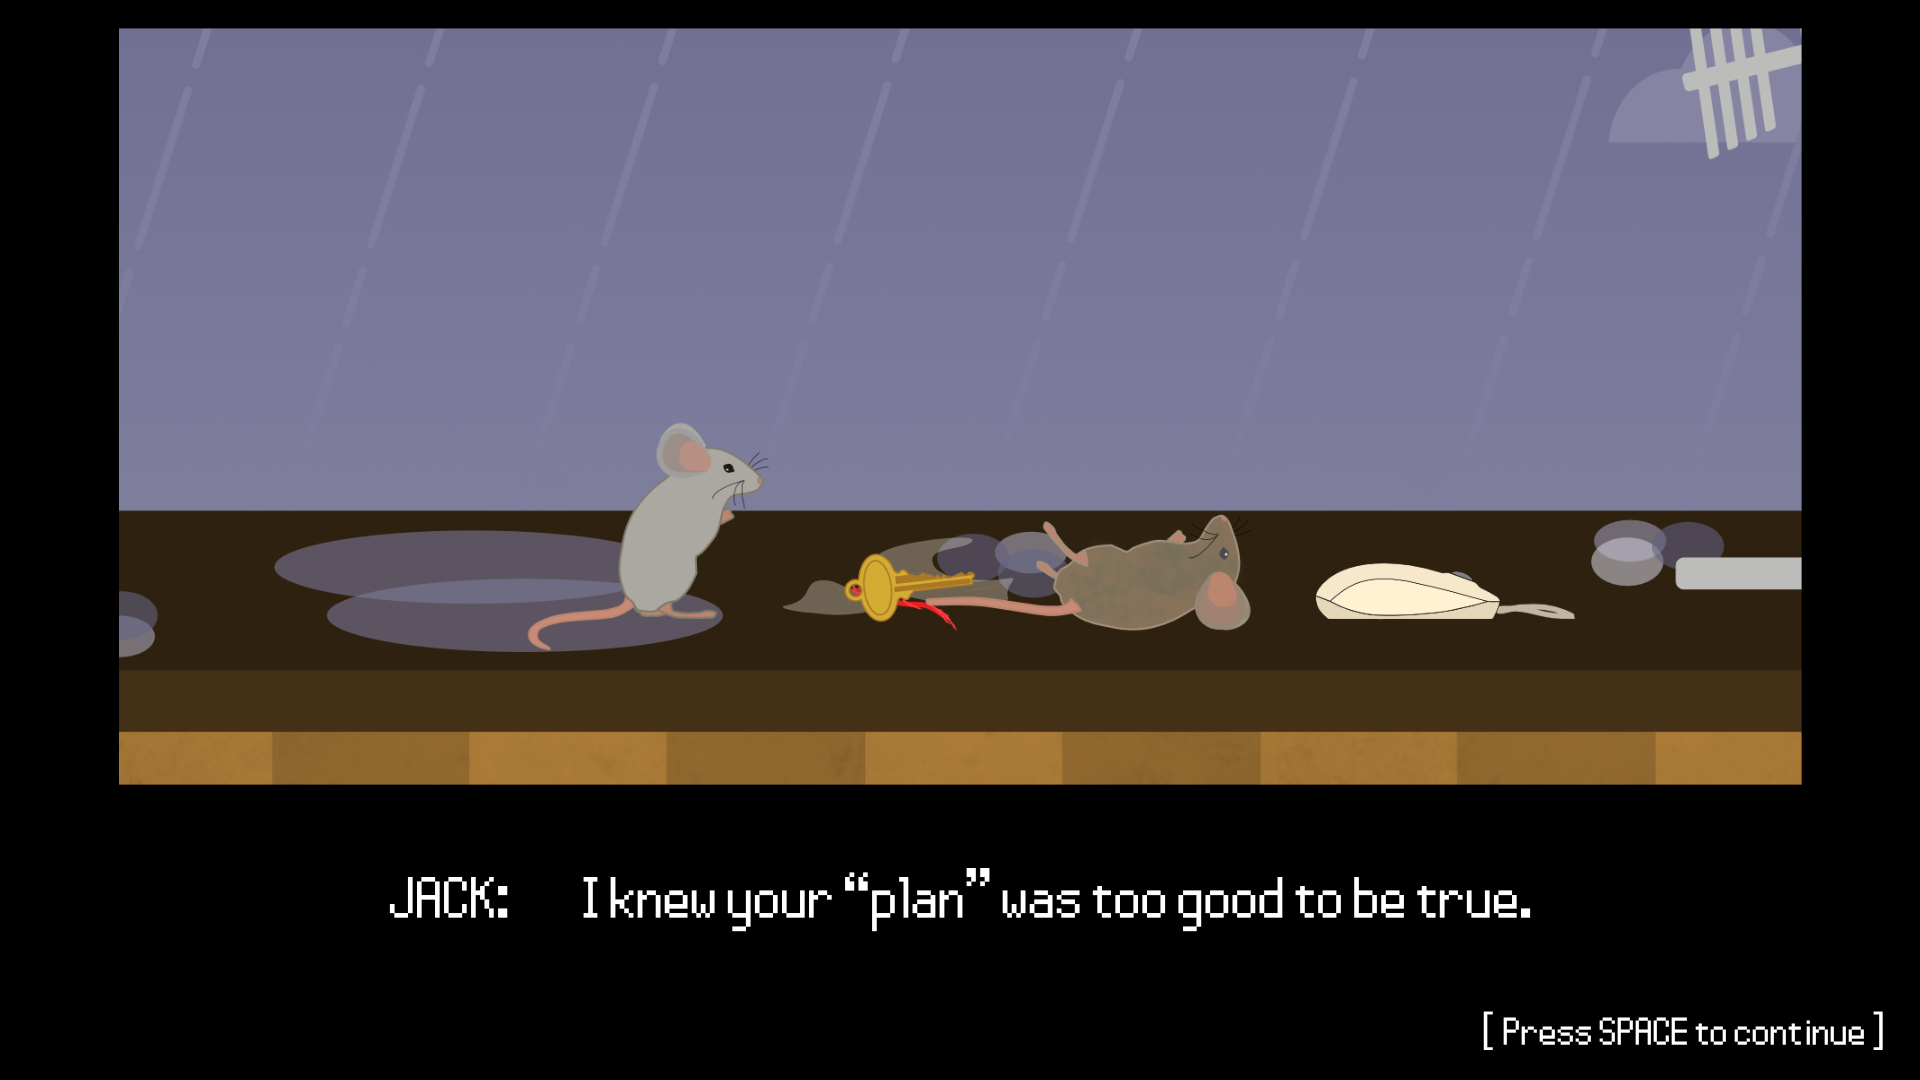 JACK: I knew your “plan” was too good to be true.
[ Press SPACE to continue ]